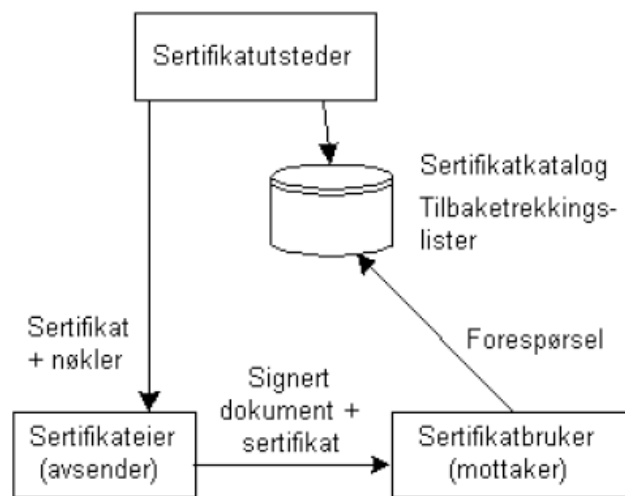 Sertifikatutsteder
Sertifikatkatalog
Tilbaketrekkings-
lister
Sertifikat
+ nøkler
Forespørsel
Signert
dokument +
sertifikat
Sertifikateier
(avsender)
Sertifikatbruker
(mottaker)